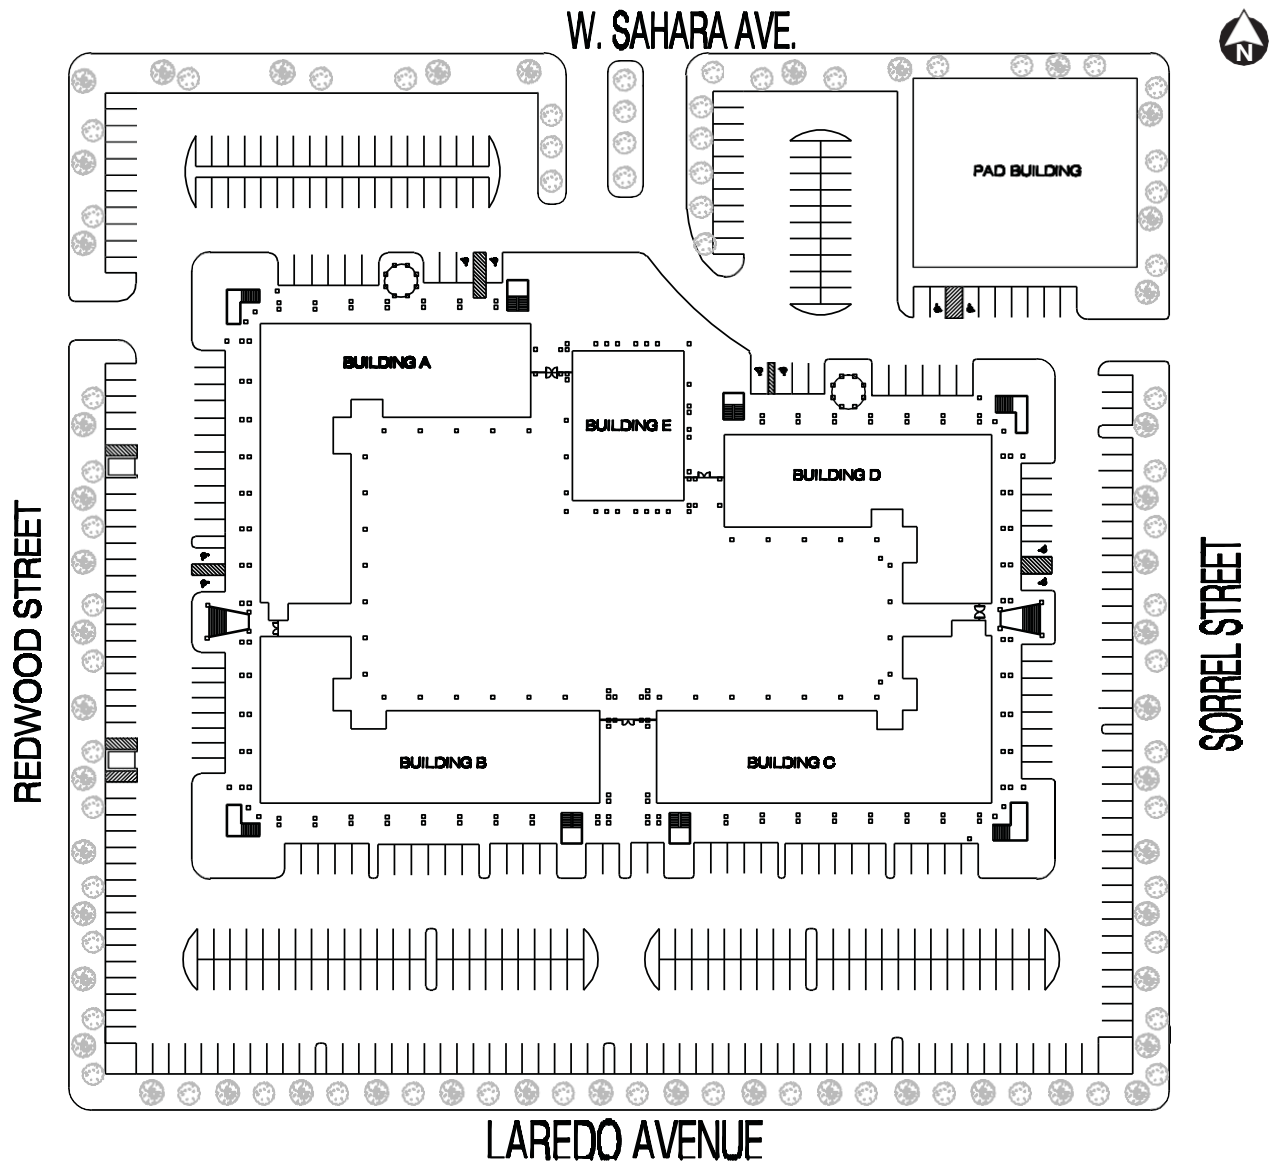 W. SAHARA AVE.
N
PAD BUILDING
BUILDING A
BUILDING E
BUILDING D
REDWOOD STREET
SORREL STREET
BUILDING B
BUILDING C
LAREDO AVENUE